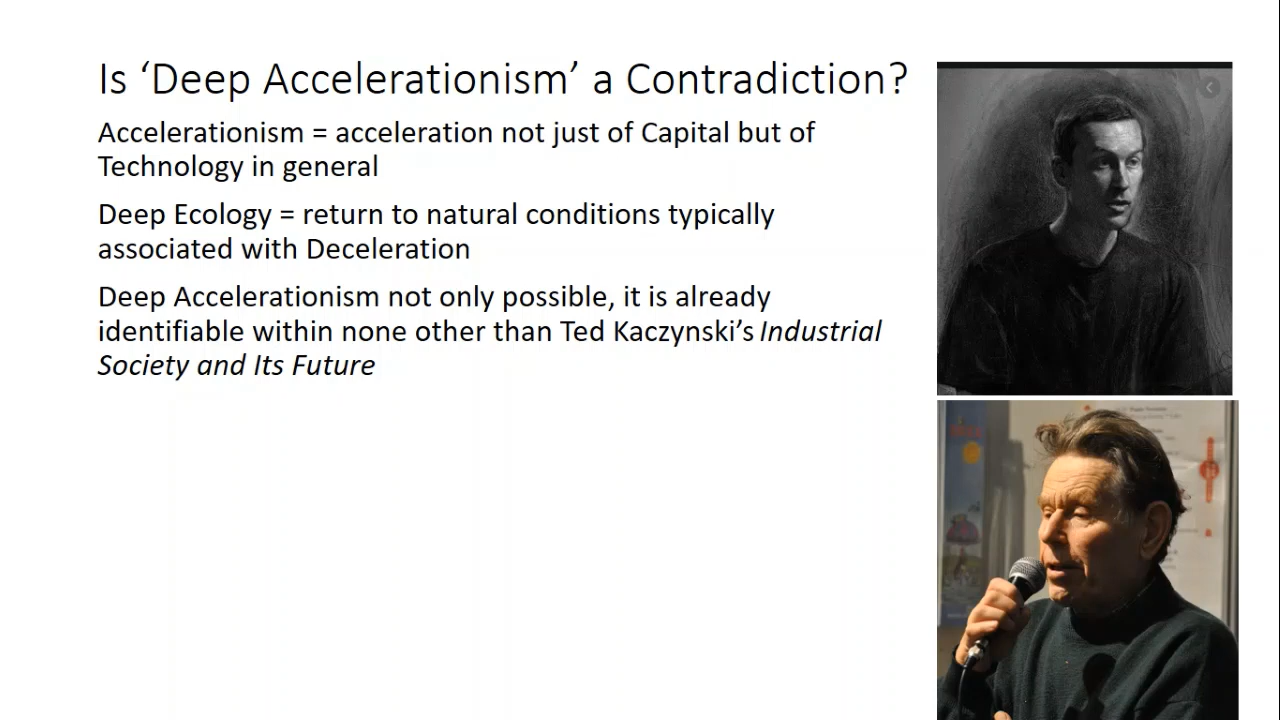 Is ‘Deep Accelerationism’ a Contradiction?
Accelerationism = acceleration not just of Capital but of
Technology in general
Deep Ecology = return to natural conditions typically
associated with Deceleration
Deep Accelerationism not only possible, it is already
identifiable within none other than Ted Kaczynski’s Industrial
Society and Its Future